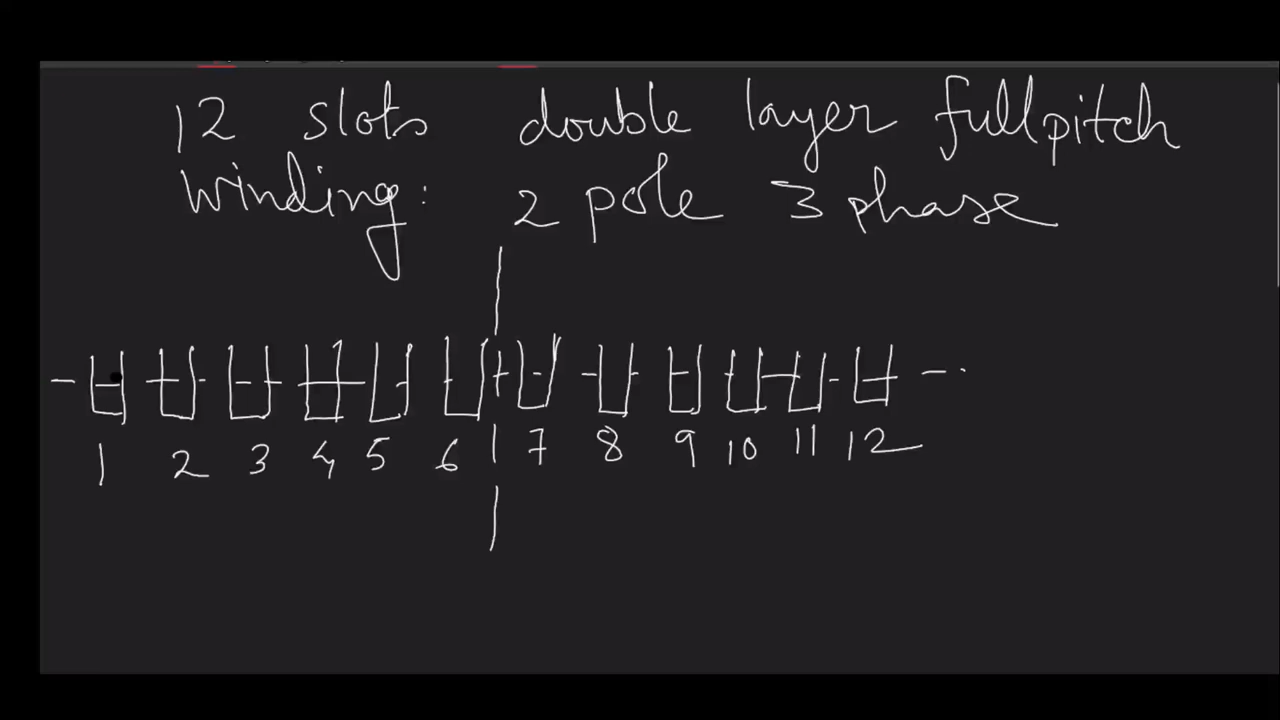 12 slots double layer fullpitch
winding: 2 pole 3 phase
1 2 3 4 5 6 7 8 9 10 11 12